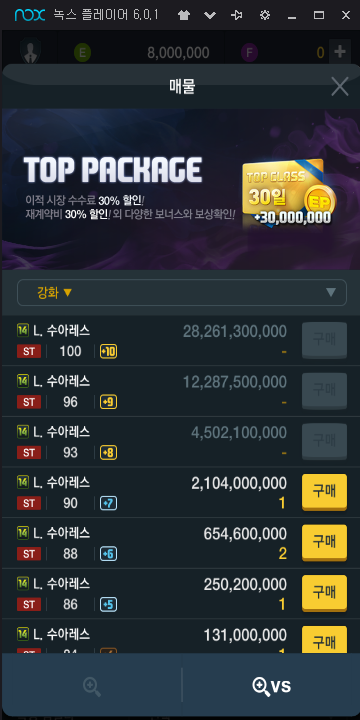 nox 녹스 플레이어 6.0.1
E 8,000,000 F 0 +
매물
TOP PACKAGE
이적 시장 수수료 30% 할인!
재계약비 30% 할인! 외 다양한 보너스와 보상확인!
TOP CLASS
30일
EP
+30,000,000
강화 ▼
14 L. 수아레스 28,261,300,000 구매
ST 100 +10 -
14 L. 수아레스 12,287,500,000 구매
ST 96 +9 -
14 L. 수아레스 4,502,100,000 구매
ST 93 +8 -
14 L. 수아레스 2,104,000,000 구매
ST 90 +7 1
14 L. 수아레스 654,600,000 구매
ST 88 +6 2
14 L. 수아레스 250,200,000 구매
ST 86 +5 1
14 L. 수아레스 131,000,000 구매
VS